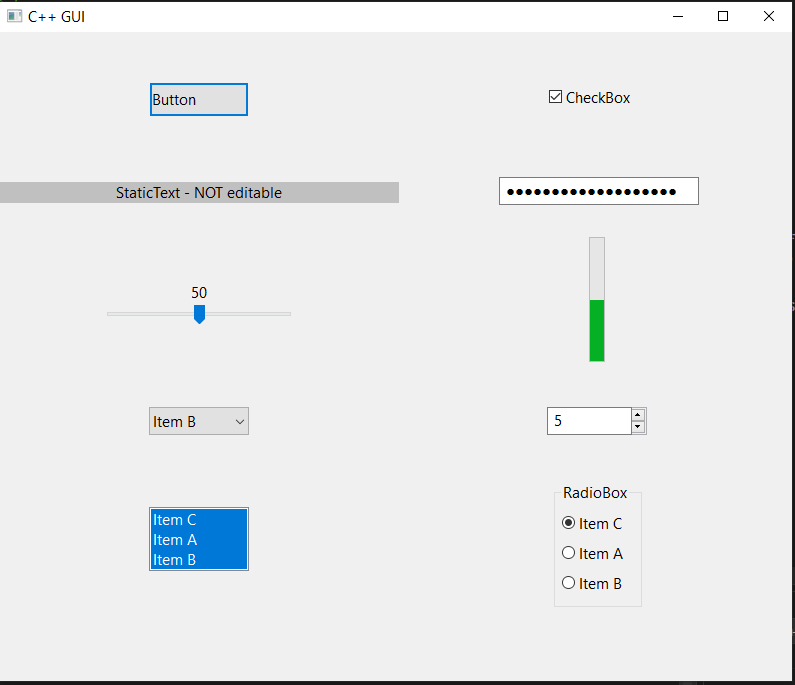 C++ GUI
Button
CheckBox
StaticText - NOT editable
●●●●●●●●●●●●●●●●●●●
50
Item B
5
Item C
Item A
Item B
RadioBox
Item C
Item A
Item B